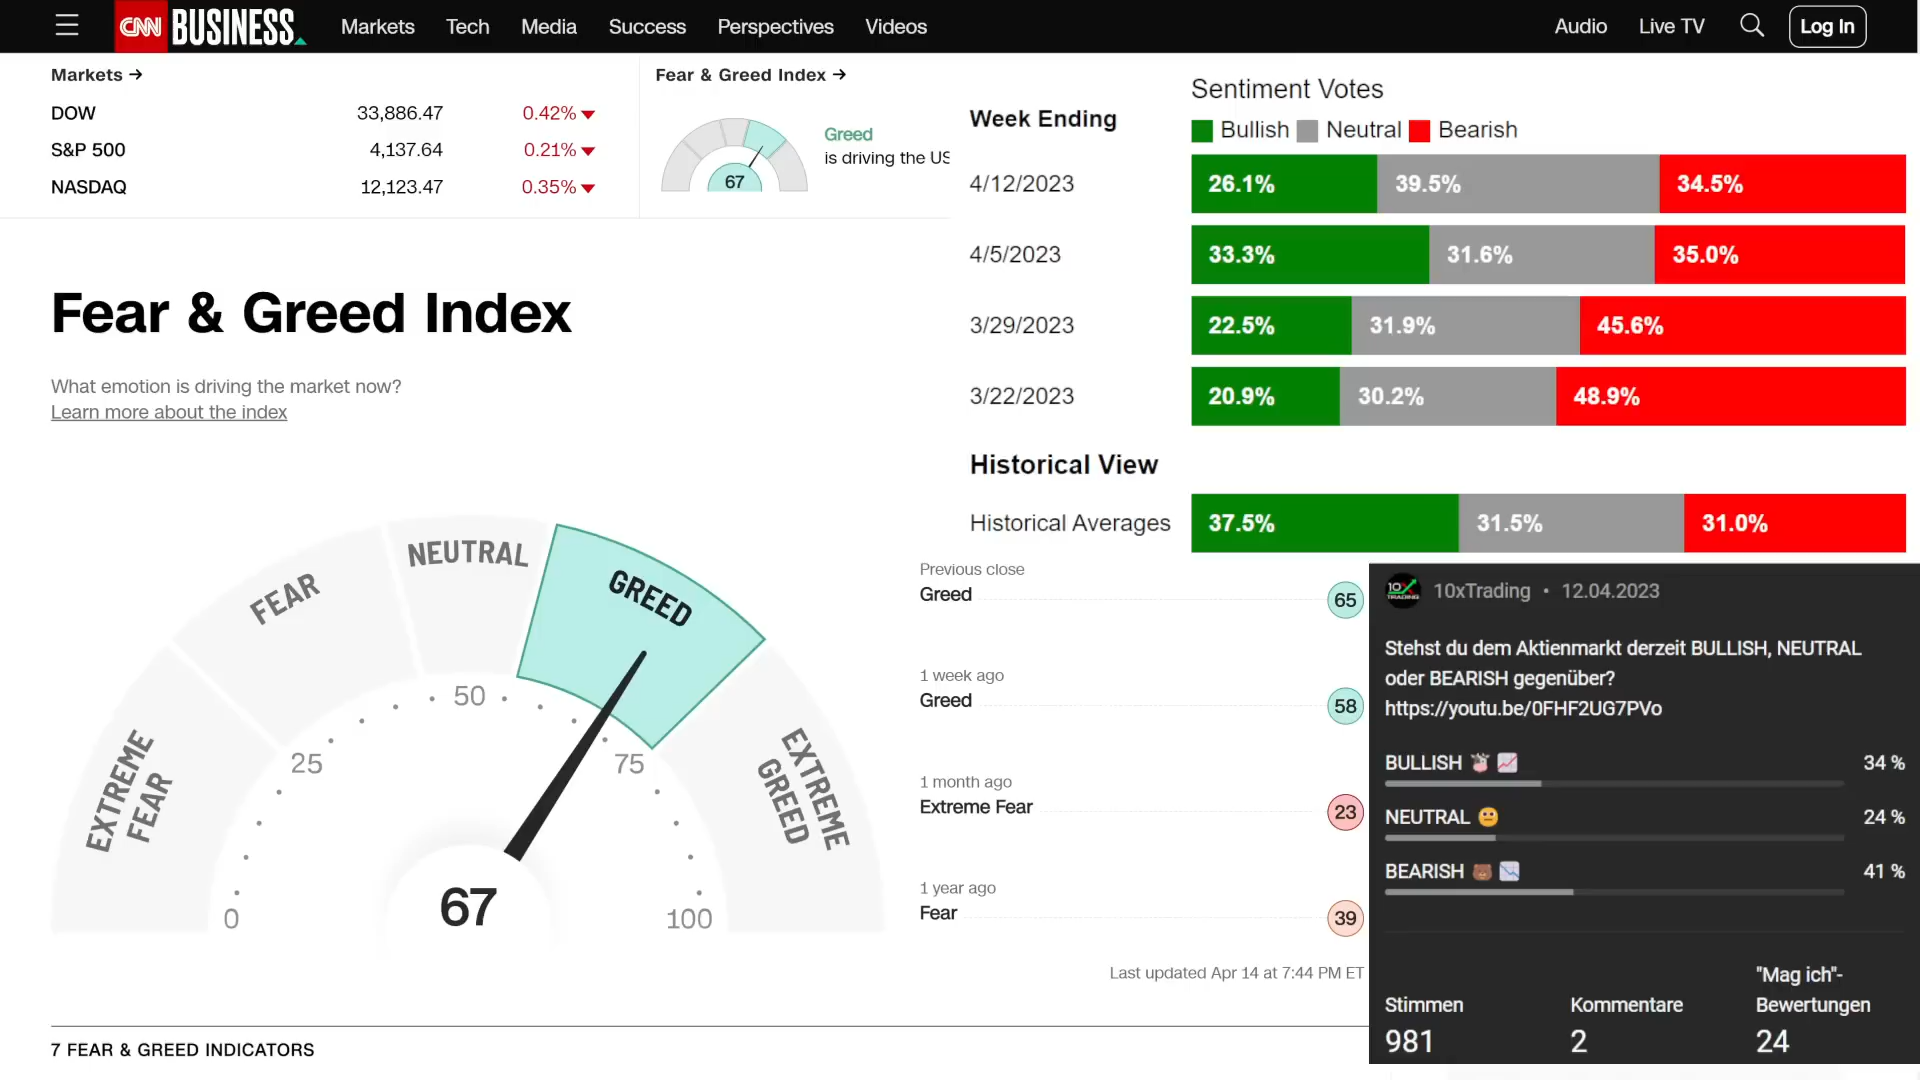 CNN BUSINESS
Markets Tech Media Success Perspectives Videos
Audio Live TV Log In
Markets →
DOW 33,886.47 0.42%
S&P 500 4,137.64 0.21%
NASDAQ 12,123.47 0.35%
Fear & Greed Index →
Greed
is driving the US
67
Fear & Greed Index
What emotion is driving the market now?
Learn more about the index
EXTREME FEAR
FEAR
NEUTRAL
GREED
EXTREME GREED
0
25
50
75
100
67
7 FEAR & GREED INDICATORS
Sentiment Votes
Week Ending
Bullish Neutral Bearish
4/12/2023 26.1% 39.5% 34.5%
4/5/2023 33.3% 31.6% 35.0%
3/29/2023 22.5% 31.9% 45.6%
3/22/2023 20.9% 30.2% 48.9%
Historical View
Historical Averages 37.5% 31.5% 31.0%
Previous close
Greed 65
1 week ago
Greed 58
1 month ago
Extreme Fear 23
1 year ago
Fear 39
Last updated Apr 14 at 7:44 PM ET
10X TRADING
10xTrading • 12.04.2023
Stehst du dem Aktienmarkt derzeit BULLISH, NEUTRAL
oder BEARISH gegenüber?
https://youtu.be/0FHF2UG7PVo
BULLISH 🐮 📈 34 %
NEUTRAL 😐 24 %
BEARISH 🐻 📉 41 %
Stimmen
981
Kommentare
2
"Mag ich"-
Bewertungen
24